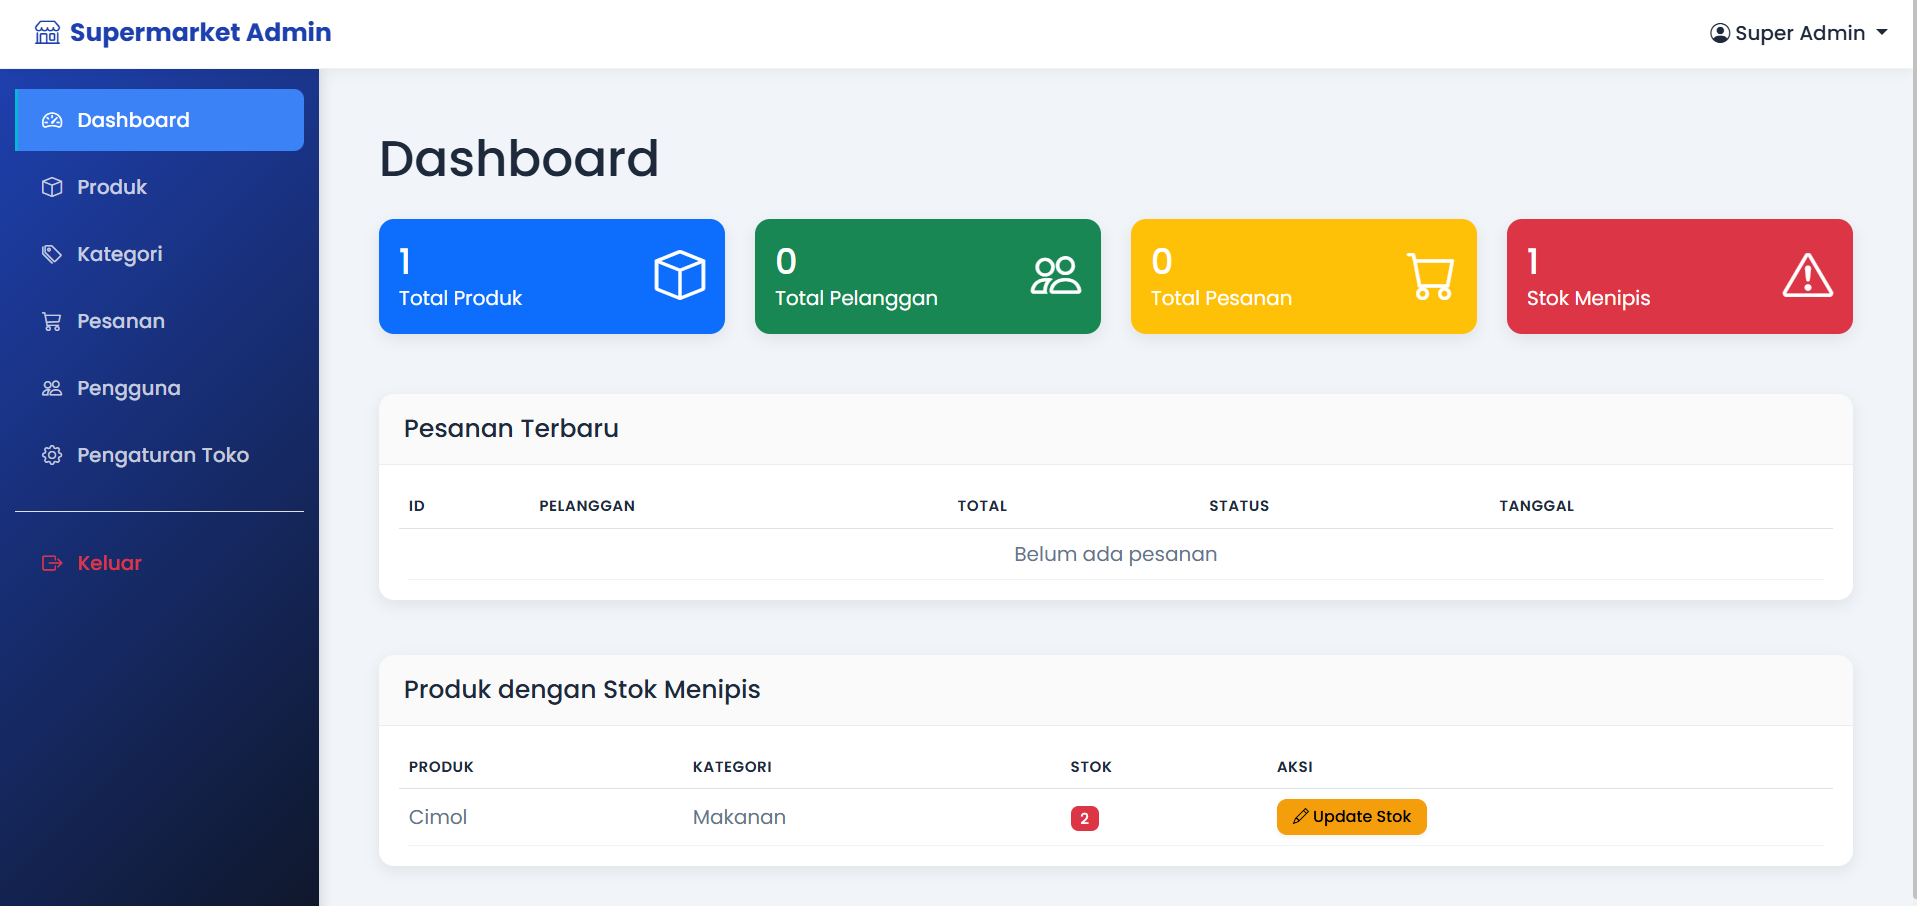 Supermarket Admin
Super Admin
Dashboard
Produk
Kategori
Pesanan
Pengguna
Pengaturan Toko
Keluar
Dashboard
1
Total Produk
0
Total Pelanggan
0
Total Pesanan
1
Stok Menipis
Pesanan Terbaru
ID PELANGGAN TOTAL STATUS TANGGAL
Belum ada pesanan
Produk dengan Stok Menipis
PRODUK KATEGORI STOK AKSI
Cimol Makanan 2 Update Stok